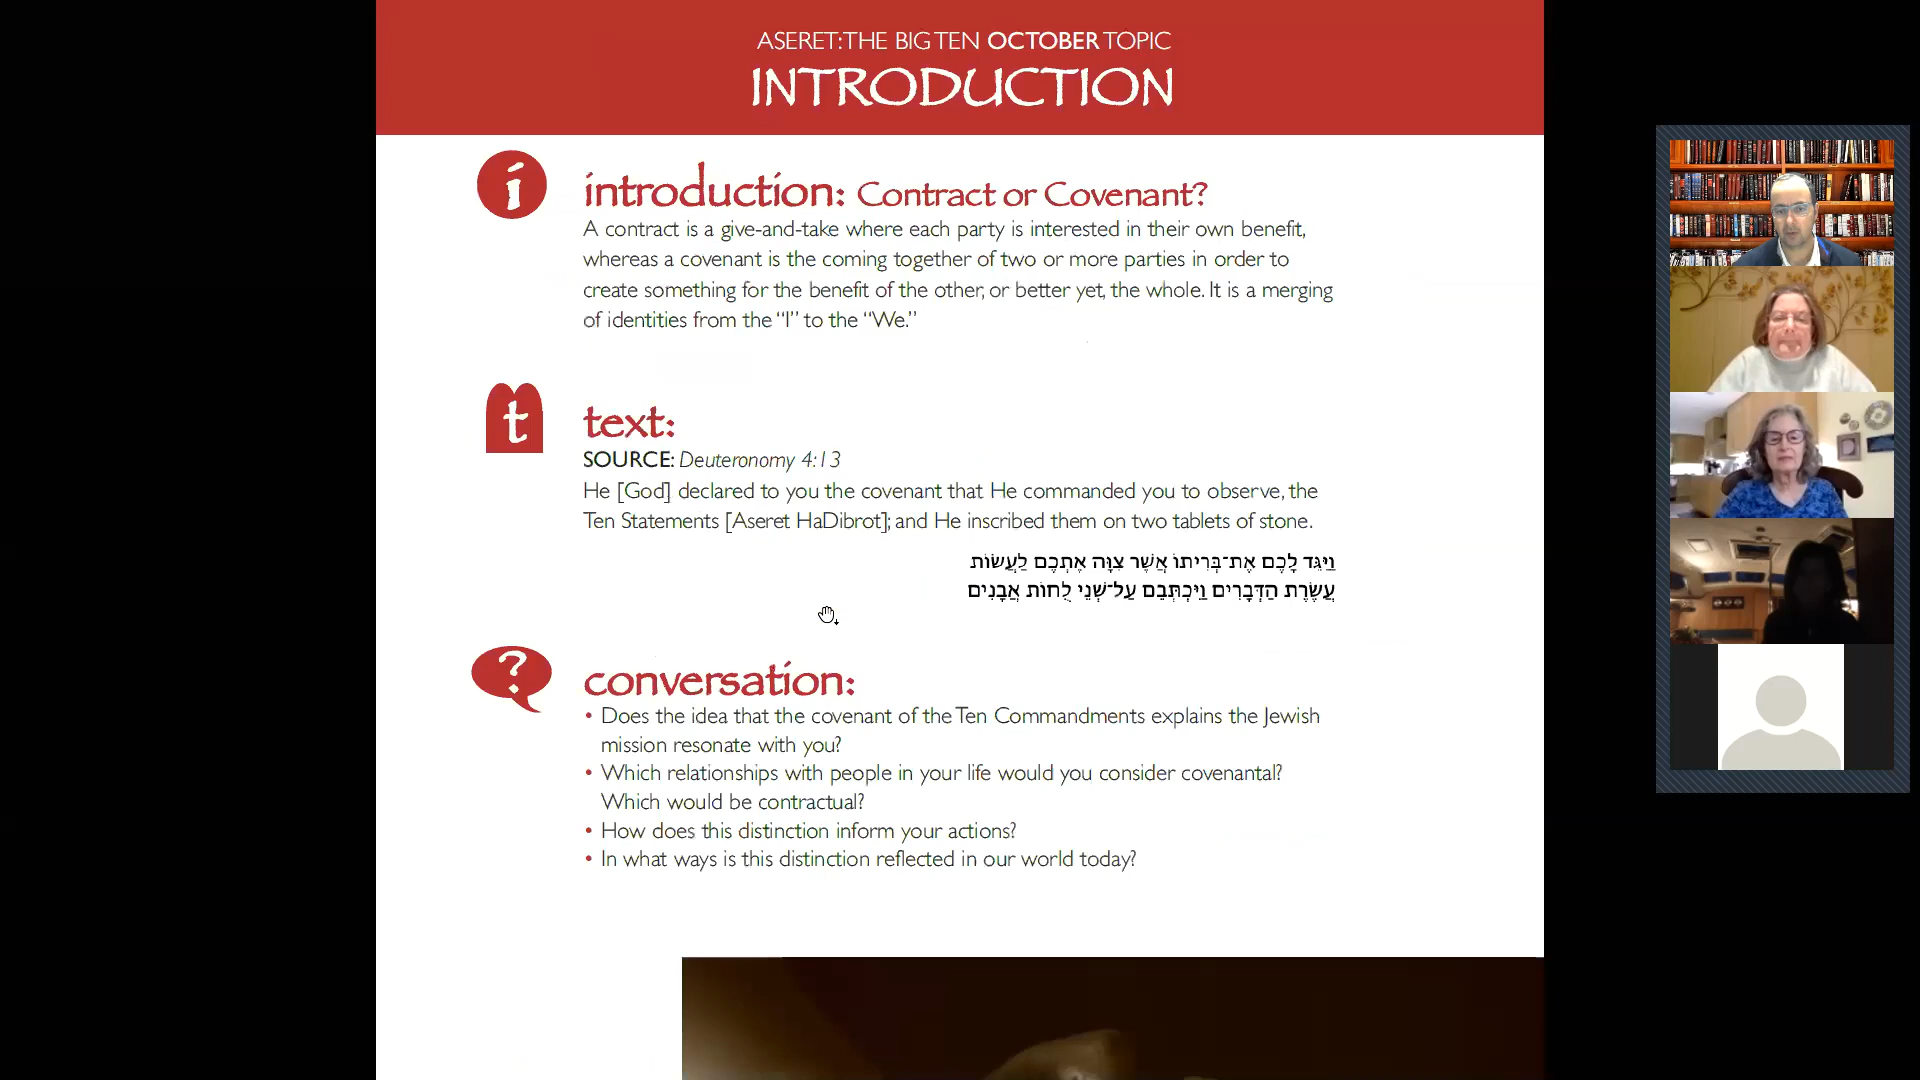 ASERET: THE BIG TEN OCTOBER TOPIC
INTRODUCTION
i
introduction: Contract or Covenant?
A contract is a give-and-take where each party is interested in their own benefit,
whereas a covenant is the coming together of two or more parties in order to
create something for the benefit of the other, or better yet, the whole. It is a merging
of identities from the “I” to the “We.”
t
text:
SOURCE: Deuteronomy 4:13
He [God] declared to you the covenant that He commanded you to observe, the
Ten Statements [Aseret HaDibrot]; and He inscribed them on two tablets of stone.
וַיַּגֵּד לָכֶם אֶת־בְּרִיתוֹ אֲשֶׁר צִוָּה אֶתְכֶם לַעֲשׂוֹת
עֲשֶׂרֶת הַדְּבָרִים וַיִּכְתְּבֵם עַל־שְׁנֵי לֻחוֹת אֲבָנִים
?
conversation:
• Does the idea that the covenant of the Ten Commandments explains the Jewish
mission resonate with you?
• Which relationships with people in your life would you consider covenantal?
Which would be contractual?
• How does this distinction inform your actions?
• In what ways is this distinction reflected in our world today?